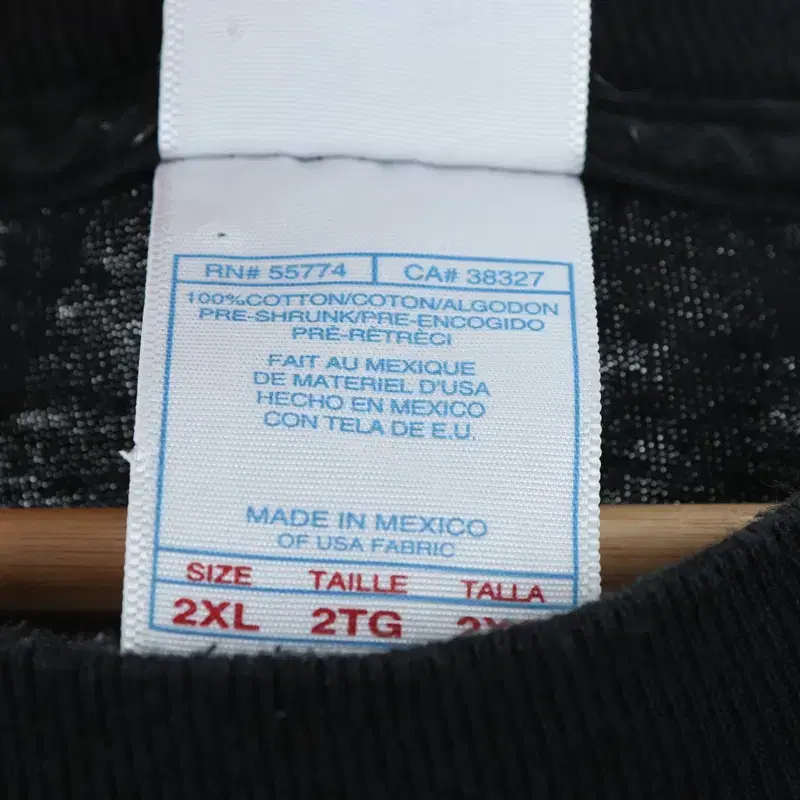 RN# 55774 CA# 38327
100%COTTON/COTON/ALGODON
PRE-SHRUNK/PRE-ENCOGIDO
PRÉ-RÉTRÉCI
FAIT AU MEXIQUE
DE MATERIEL D'USA
HECHO EN MEXICO
CON TELA DE E.U.
MADE IN MEXICO
OF USA FABRIC
SIZE TAILLE TALLA
2XL 2TG